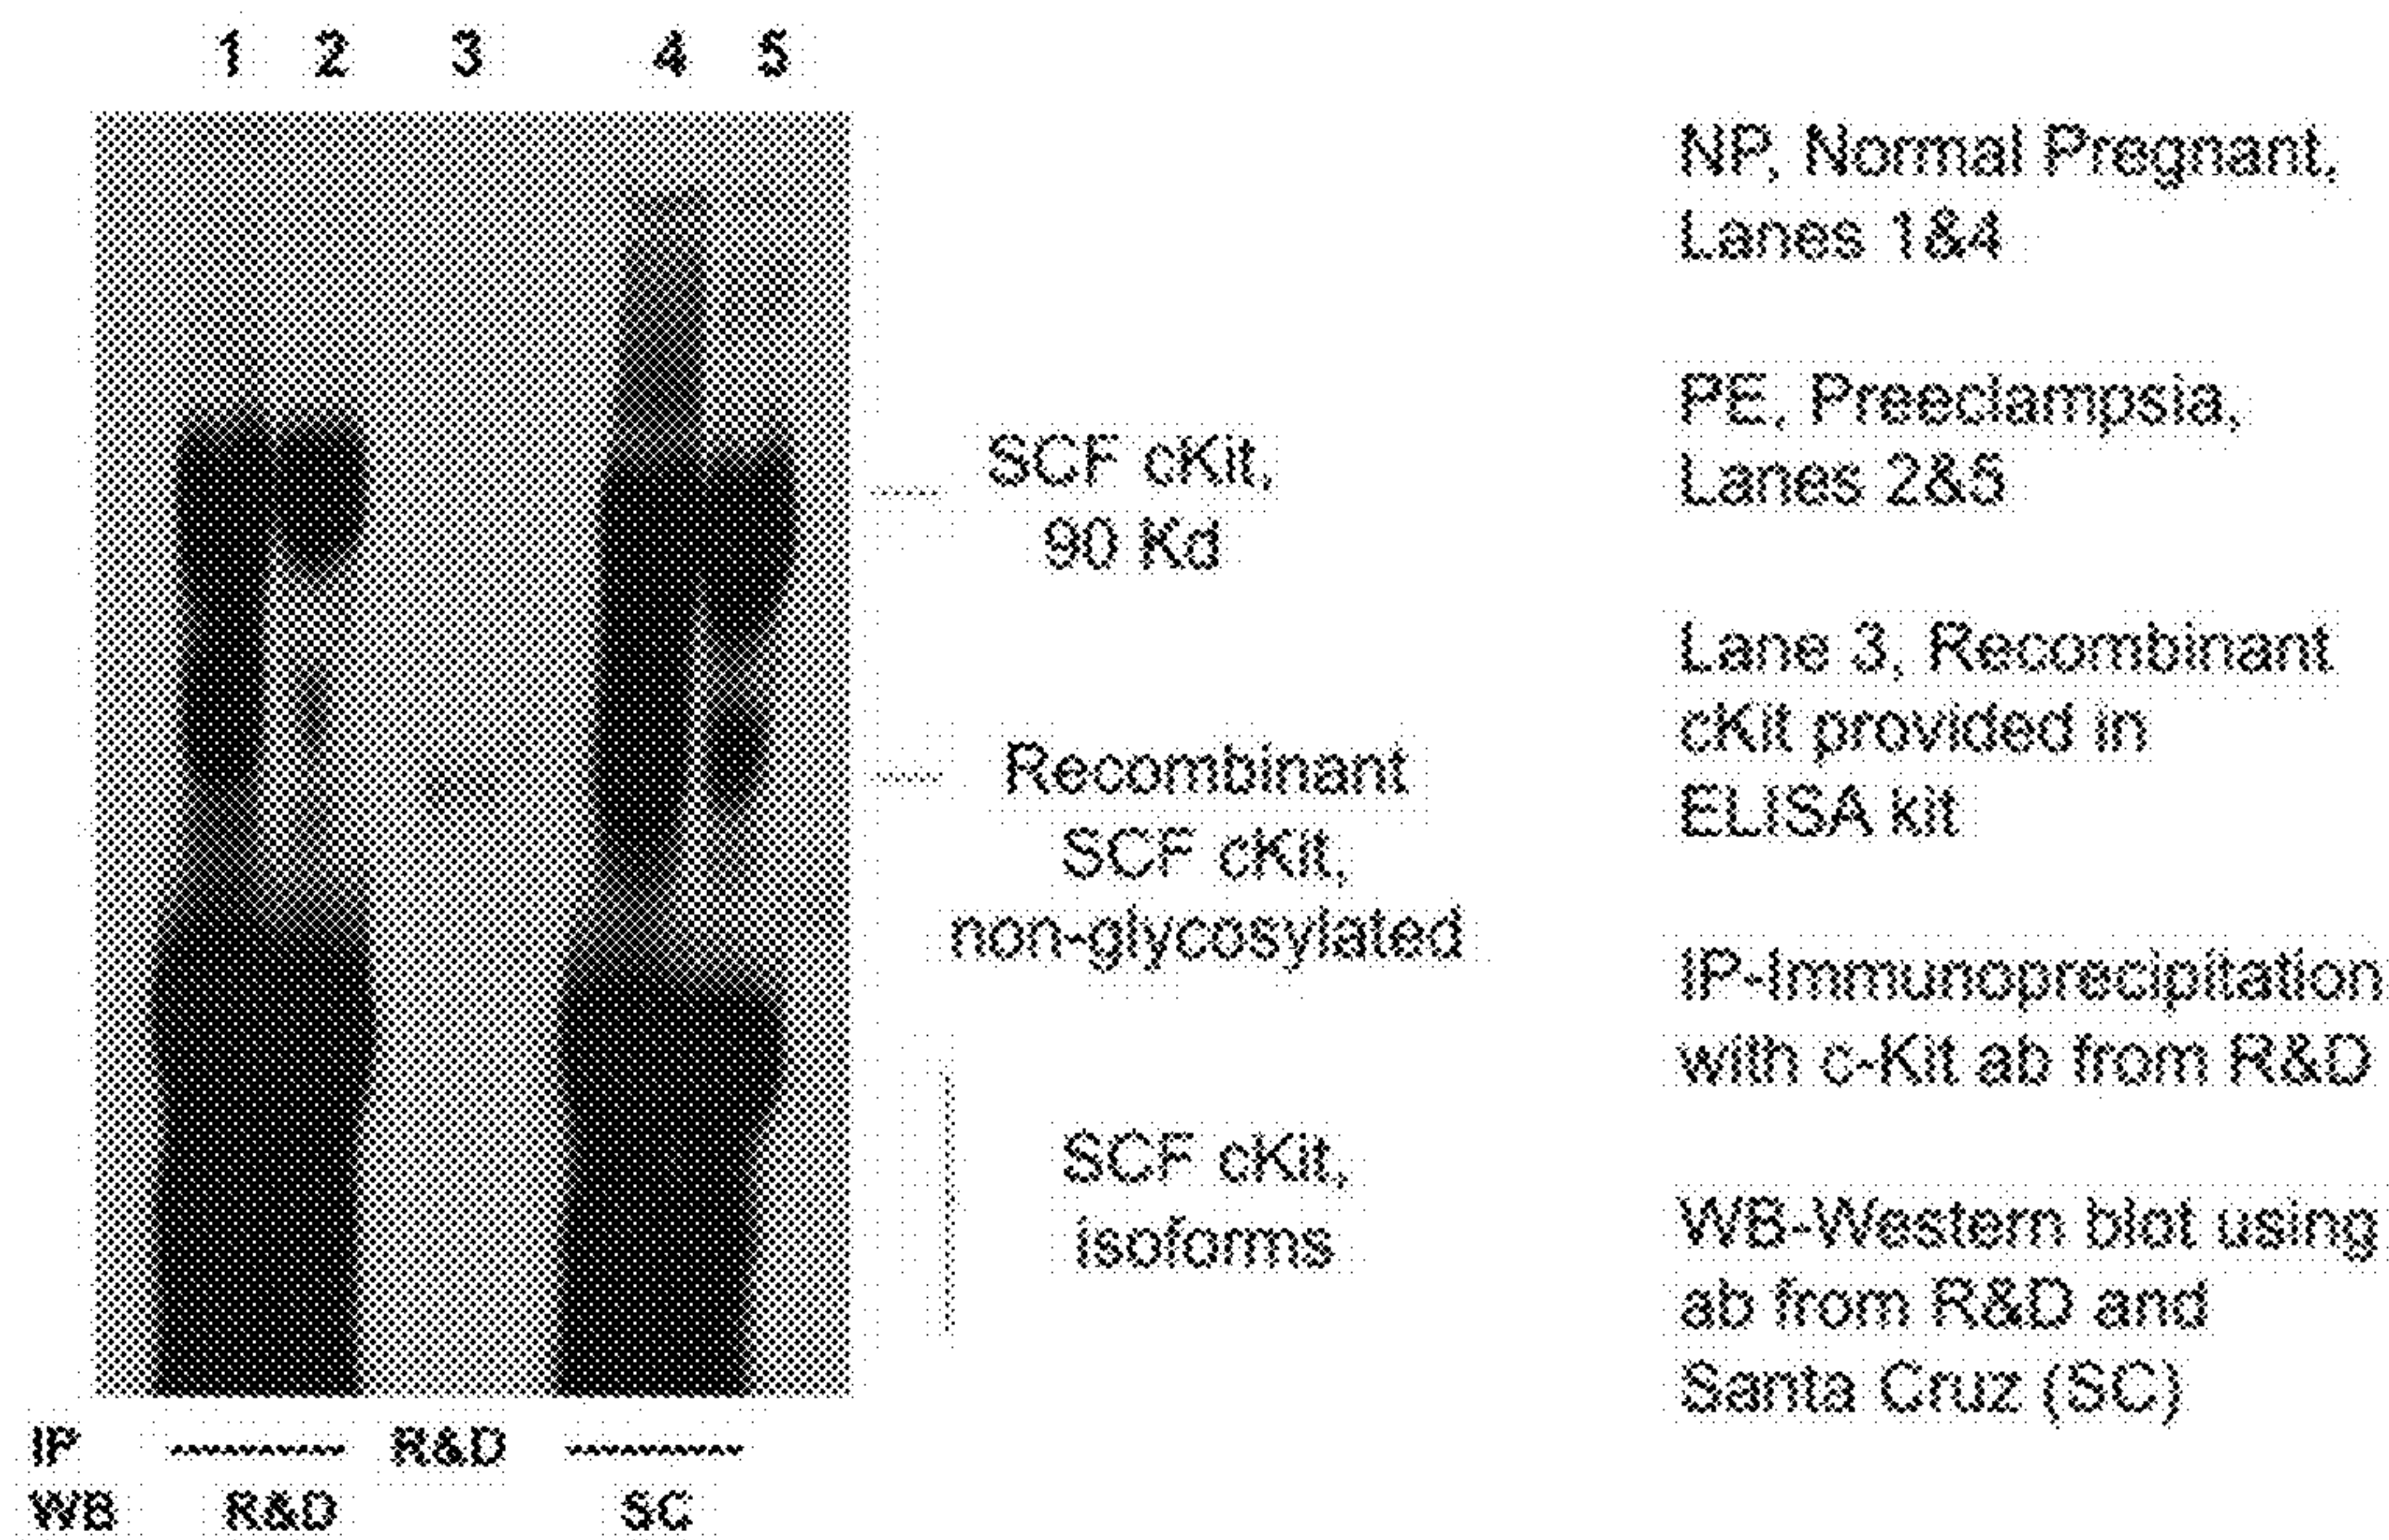 1 2 3 4 5
SCF cKit,
90 Kd
Recombinant
SCF cKit,
non-glycosylated
SCF cKit,
isoforms
NP, Normal Pregnant,
Lanes 1&4
PE, Preeclampsia,
Lanes 2&5
Lane 3, Recombinant
cKit provided in
ELISA kit
IP-Immunoprecipitation
with c-Kit ab from R&D
WB-Western blot using
ab from R&D and
Santa Cruz (SC)
IP ---------- R&D ----------
WB R&D SC